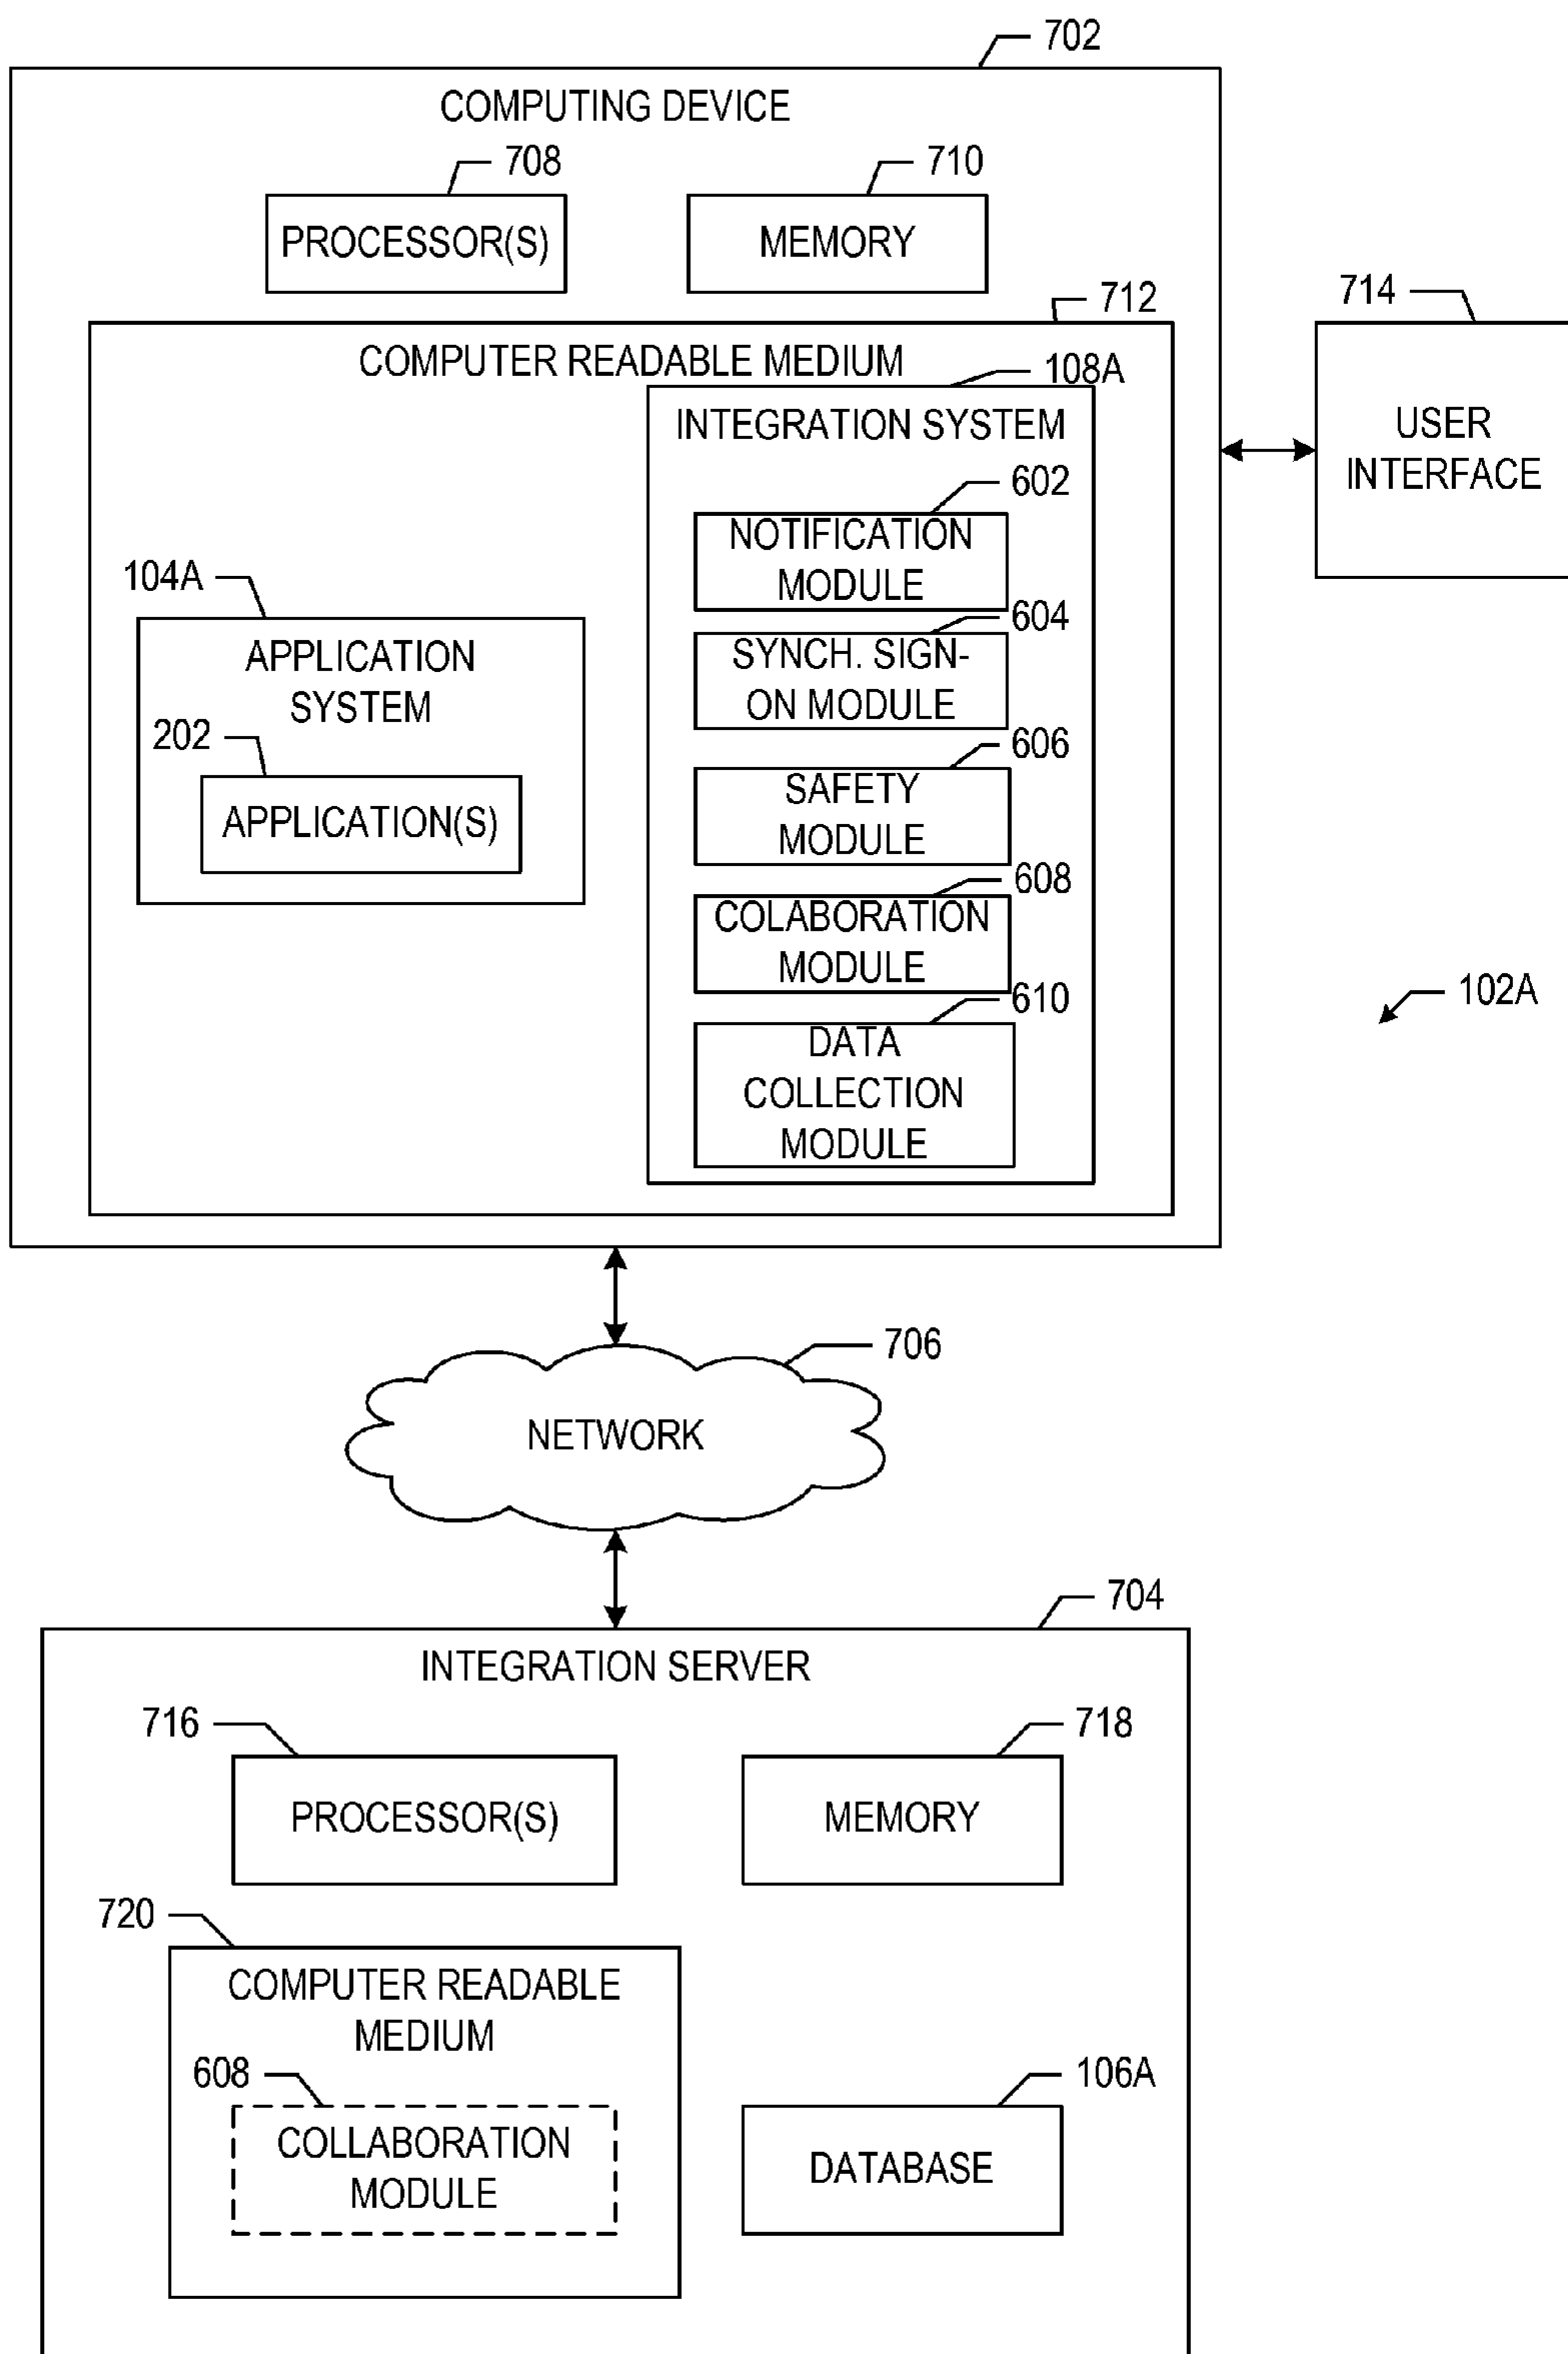 702
COMPUTING DEVICE
708
710
PROCESSOR(S)
MEMORY
712
714
COMPUTER READABLE MEDIUM
108A
INTEGRATION SYSTEM
USER
INTERFACE
602
NOTIFICATION
MODULE
604
SYNCH. SIGN-
ON MODULE
104A
APPLICATION
SYSTEM
202
APPLICATION(S)
606
SAFETY
MODULE
608
COLABORATION
MODULE
610
DATA
COLLECTION
MODULE
102A
706
NETWORK
704
INTEGRATION SERVER
716
718
PROCESSOR(S)
MEMORY
720
COMPUTER READABLE
MEDIUM
608
COLLABORATION
MODULE
106A
DATABASE